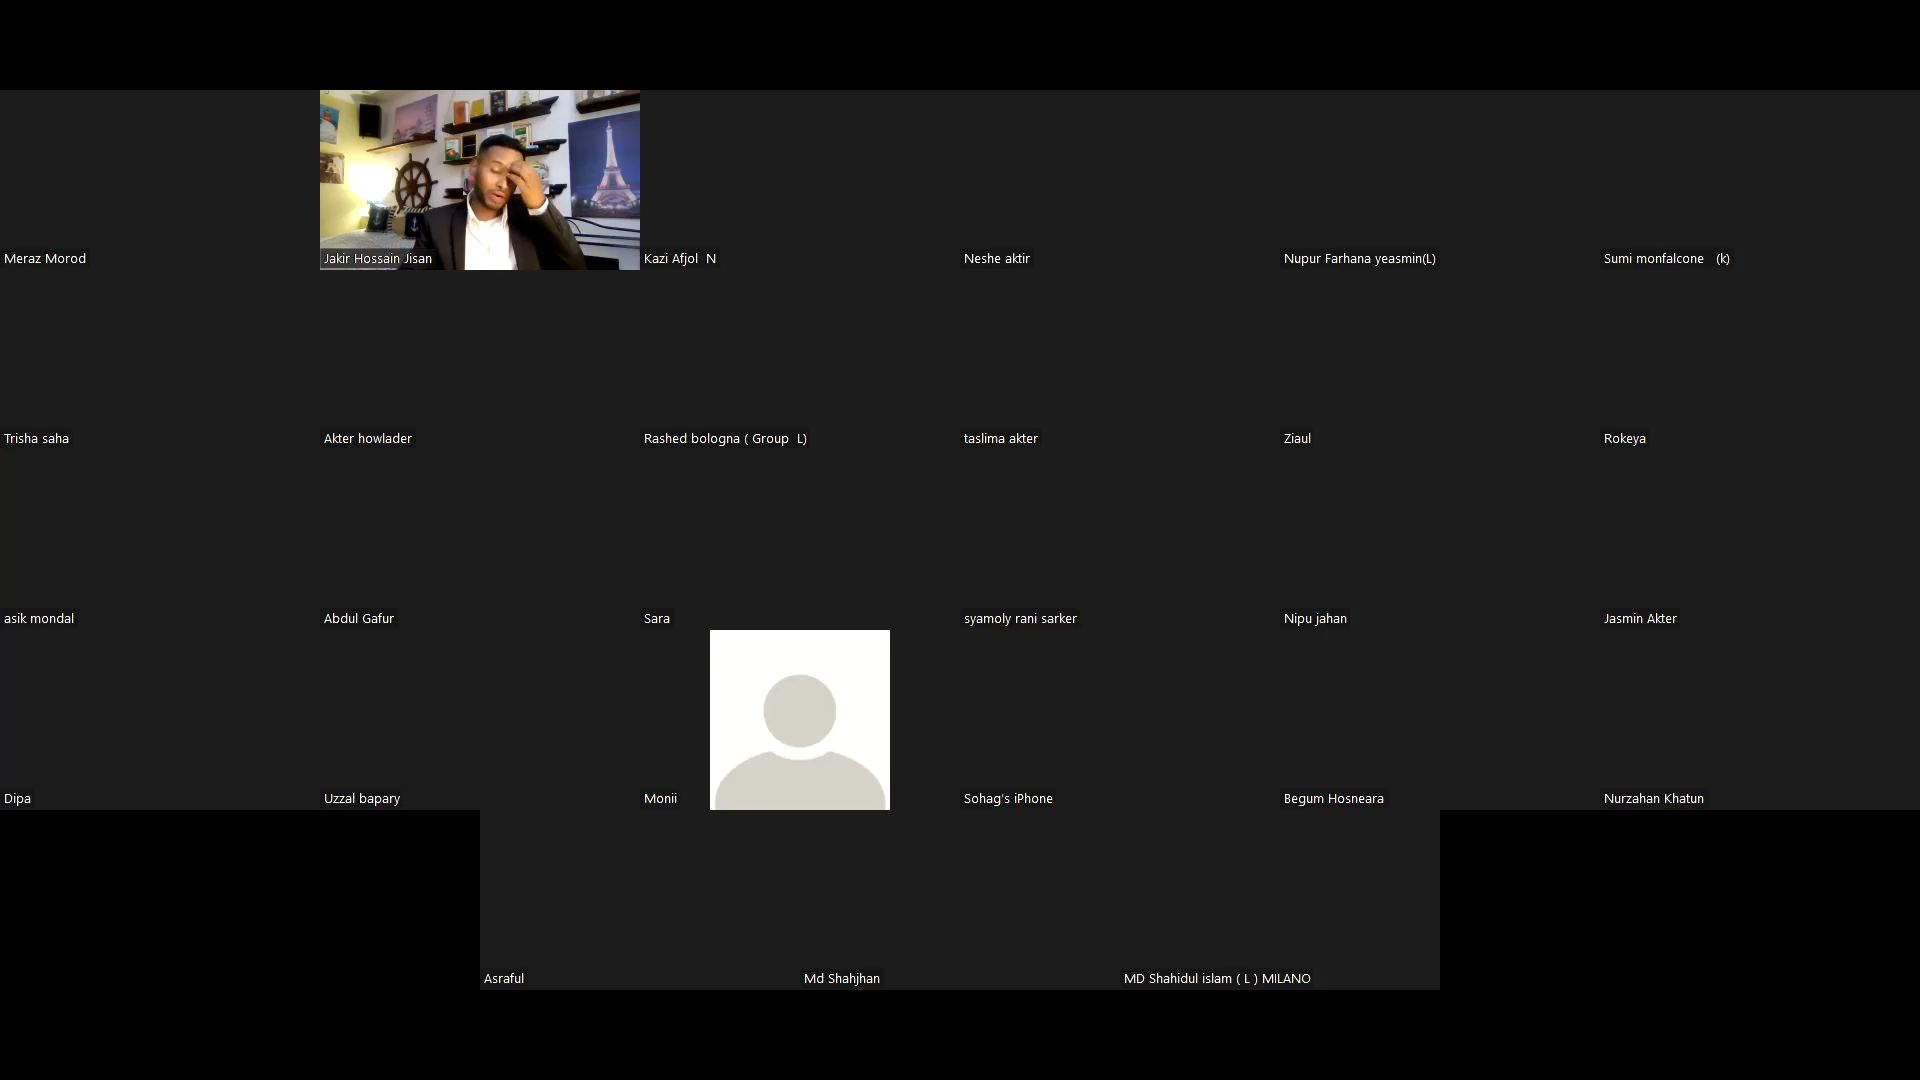 Meraz Morod
Jakir Hossain Jisan
Kazi Afjol N
Neshe aktir
Nupur Farhana yeasmin(L)
Sumi monfalcone (k)
Trisha saha
Akter howlader
Rashed bologna ( Group L)
taslima akter
Ziaul
Rokeya
asik mondal
Abdul Gafur
Sara
syamoly rani sarker
Nipu jahan
Jasmin Akter
Dipa
Uzzal bapary
Monii
Sohag's iPhone
Begum Hosneara
Nurzahan Khatun
Asraful
Md Shahjhan
MD Shahidul islam ( L ) MILANO